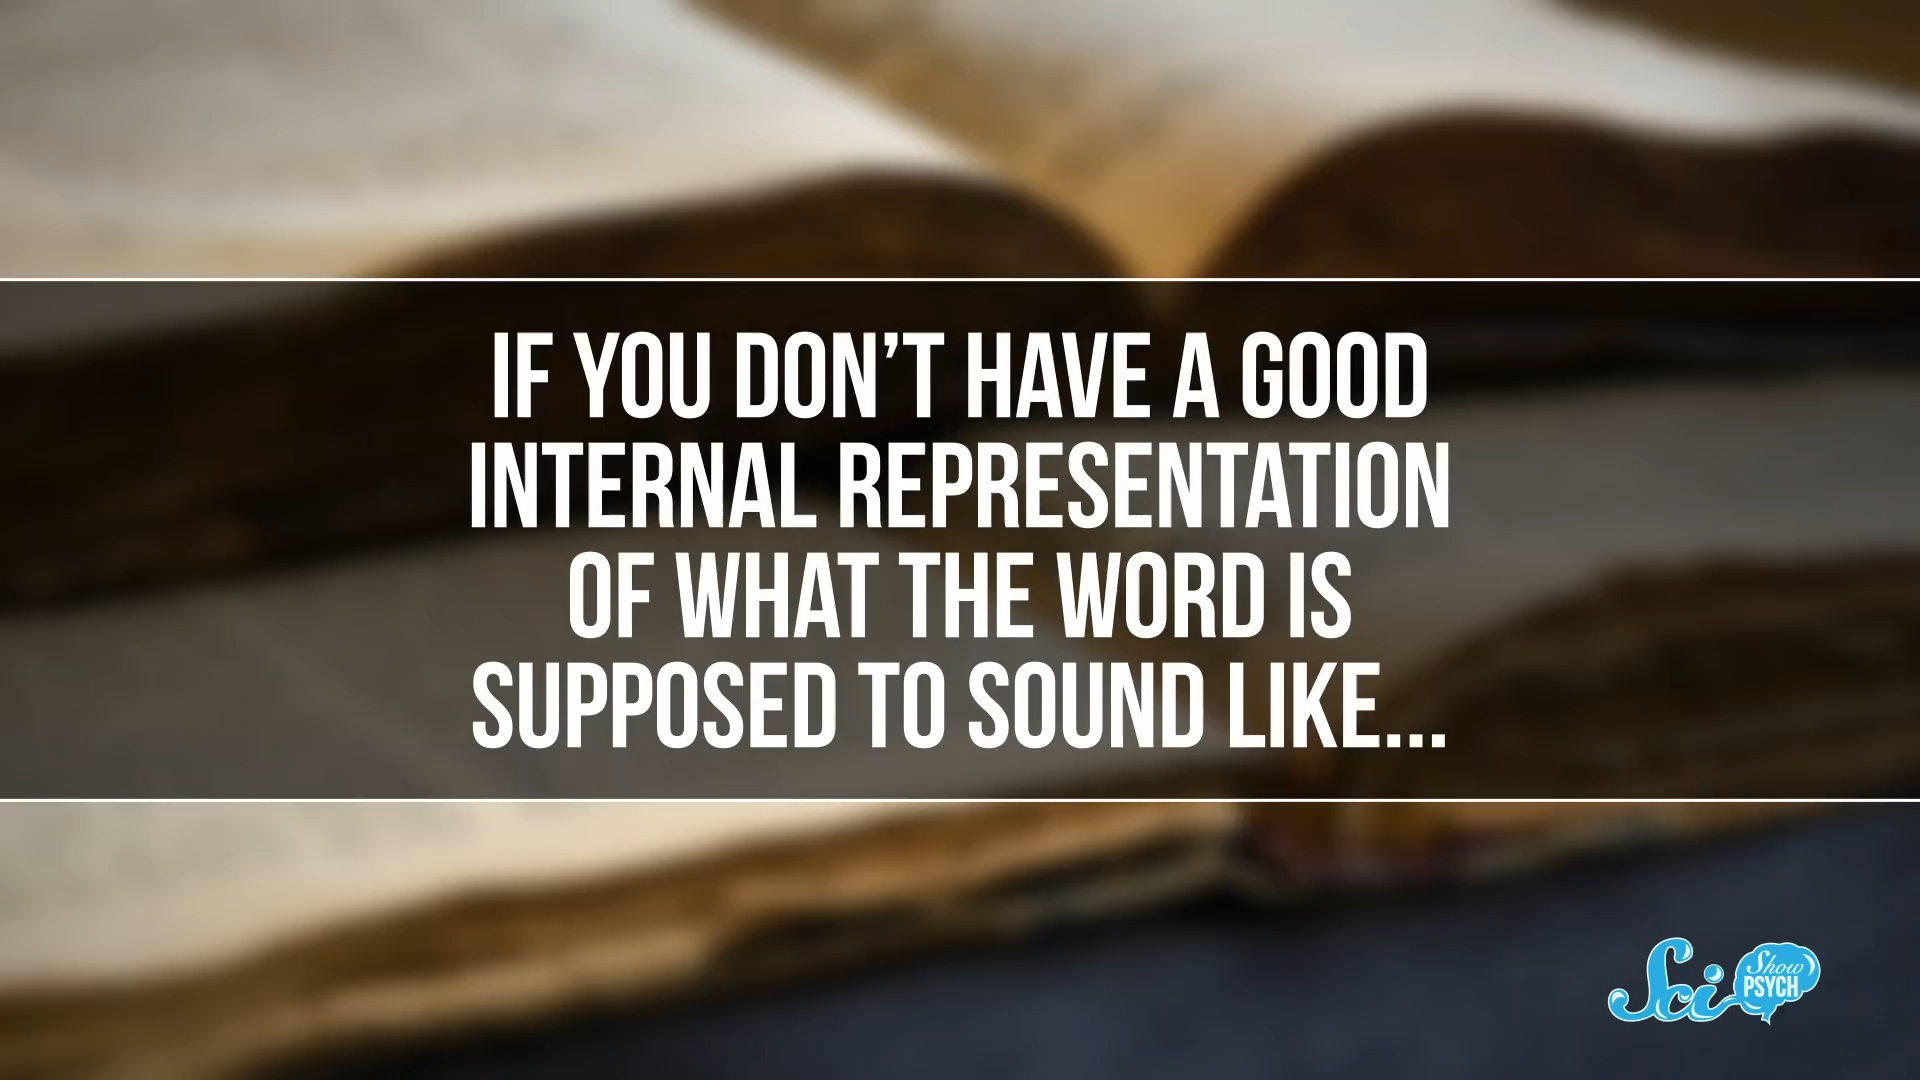 IF YOU DON’T HAVE A GOOD
INTERNAL REPRESENTATION
OF WHAT THE WORD IS
SUPPOSED TO SOUND LIKE...
Sci Show
PSYCH